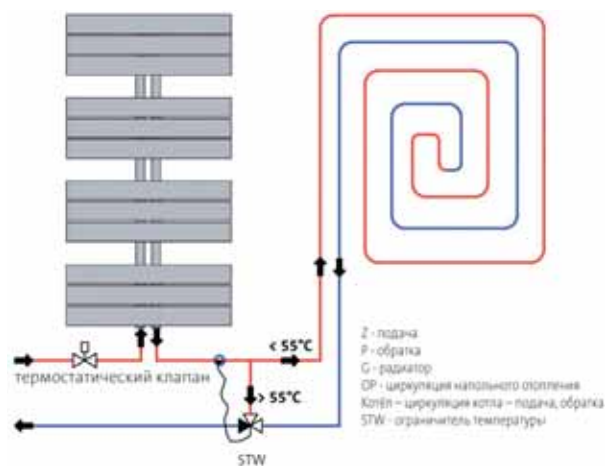 < 55°C
термостатический клапан
> 55°C
STW
Z - подача
P - обратка
G - радиатор
OP - циркуляция напольного отопления
Котёл - циркуляция котла - подача, обратка
STW - ограничитель температуры